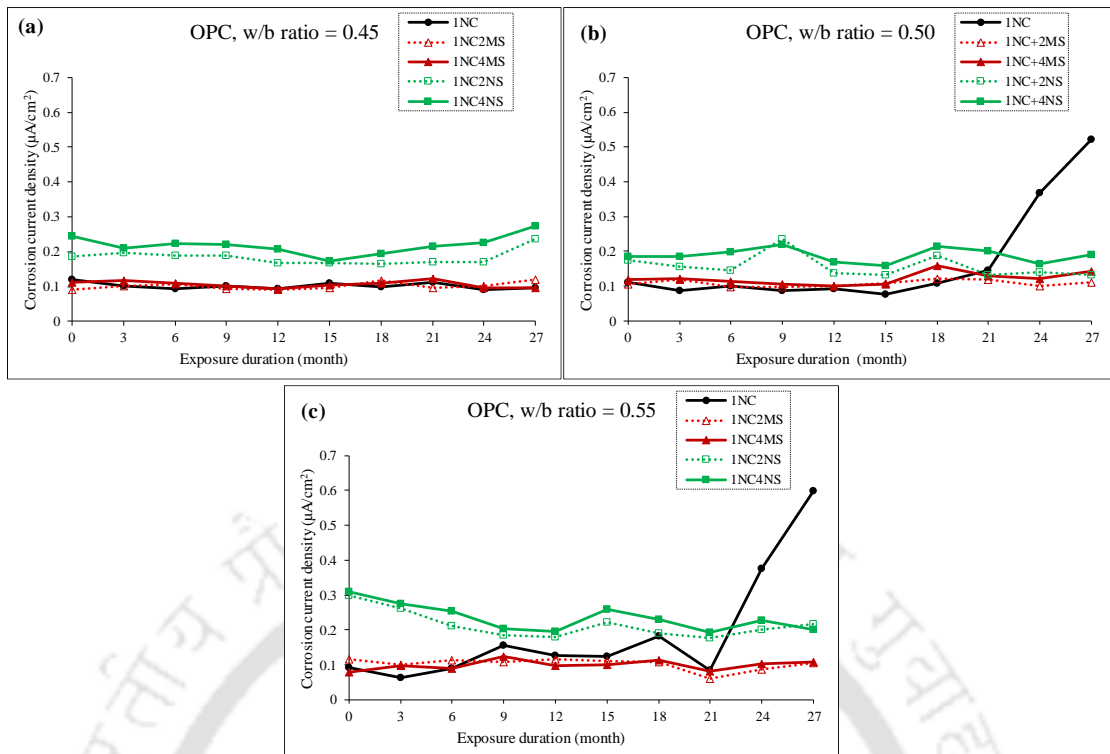 (a)
OPC, w/b ratio = 0.45
1NC
1NC2MS
1NC4MS
1NC2NS
1NC4NS
Corrosion current density (µA/cm²)
0.7
0.6
0.5
0.4
0.3
0.2
0.1
0
0 3 6 9 12 15 18 21 24 27
Exposure duration (month)
(b)
OPC, w/b ratio = 0.50
1NC
1NC+2MS
1NC+4MS
1NC+2NS
1NC+4NS
Corrosion current density (µA/cm²)
0.7
0.6
0.5
0.4
0.3
0.2
0.1
0
0 3 6 9 12 15 18 21 24 27
Exposure duration (month)
(c)
OPC, w/b ratio = 0.55
1NC
1NC2MS
1NC4MS
1NC2NS
1NC4NS
Corrosion current density (µA/cm²)
0.7
0.6
0.5
0.4
0.3
0.2
0.1
0
0 3 6 9 12 15 18 21 24 27
Exposure duration (month)